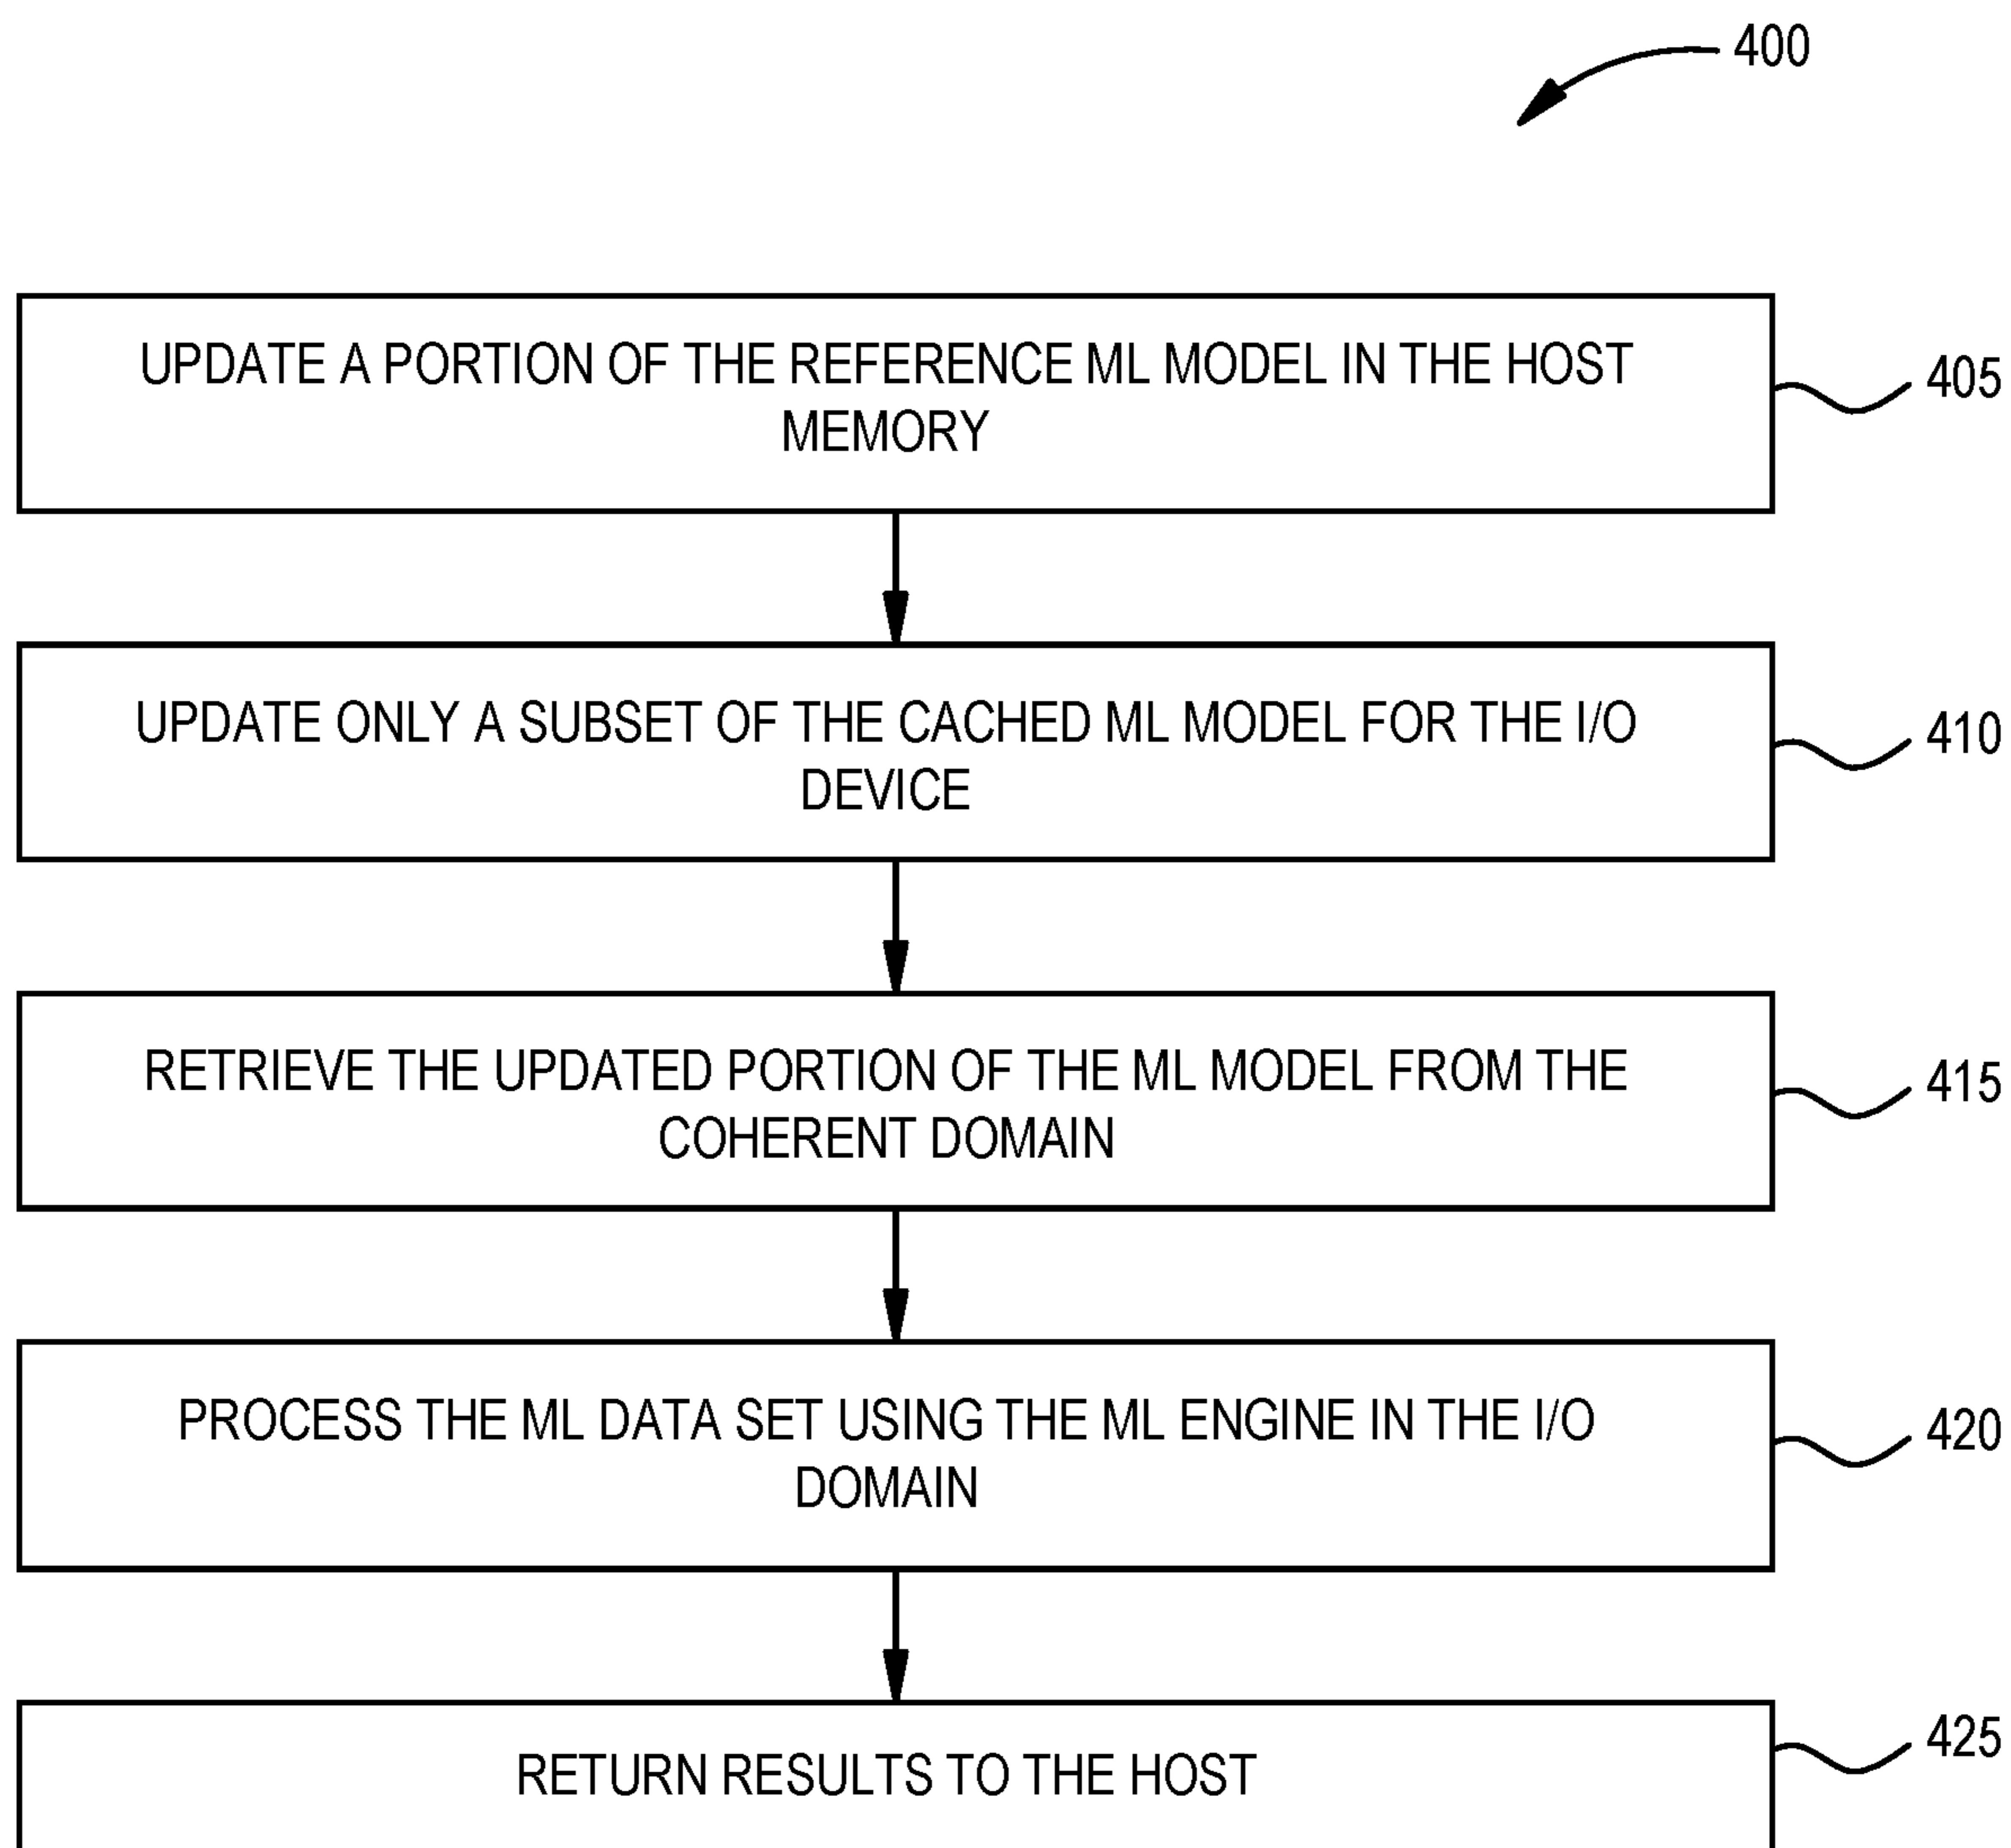 400
UPDATE A PORTION OF THE REFERENCE ML MODEL IN THE HOST
MEMORY
405
UPDATE ONLY A SUBSET OF THE CACHED ML MODEL FOR THE I/O
DEVICE
410
RETRIEVE THE UPDATED PORTION OF THE ML MODEL FROM THE
COHERENT DOMAIN
415
PROCESS THE ML DATA SET USING THE ML ENGINE IN THE I/O
DOMAIN
420
RETURN RESULTS TO THE HOST
425